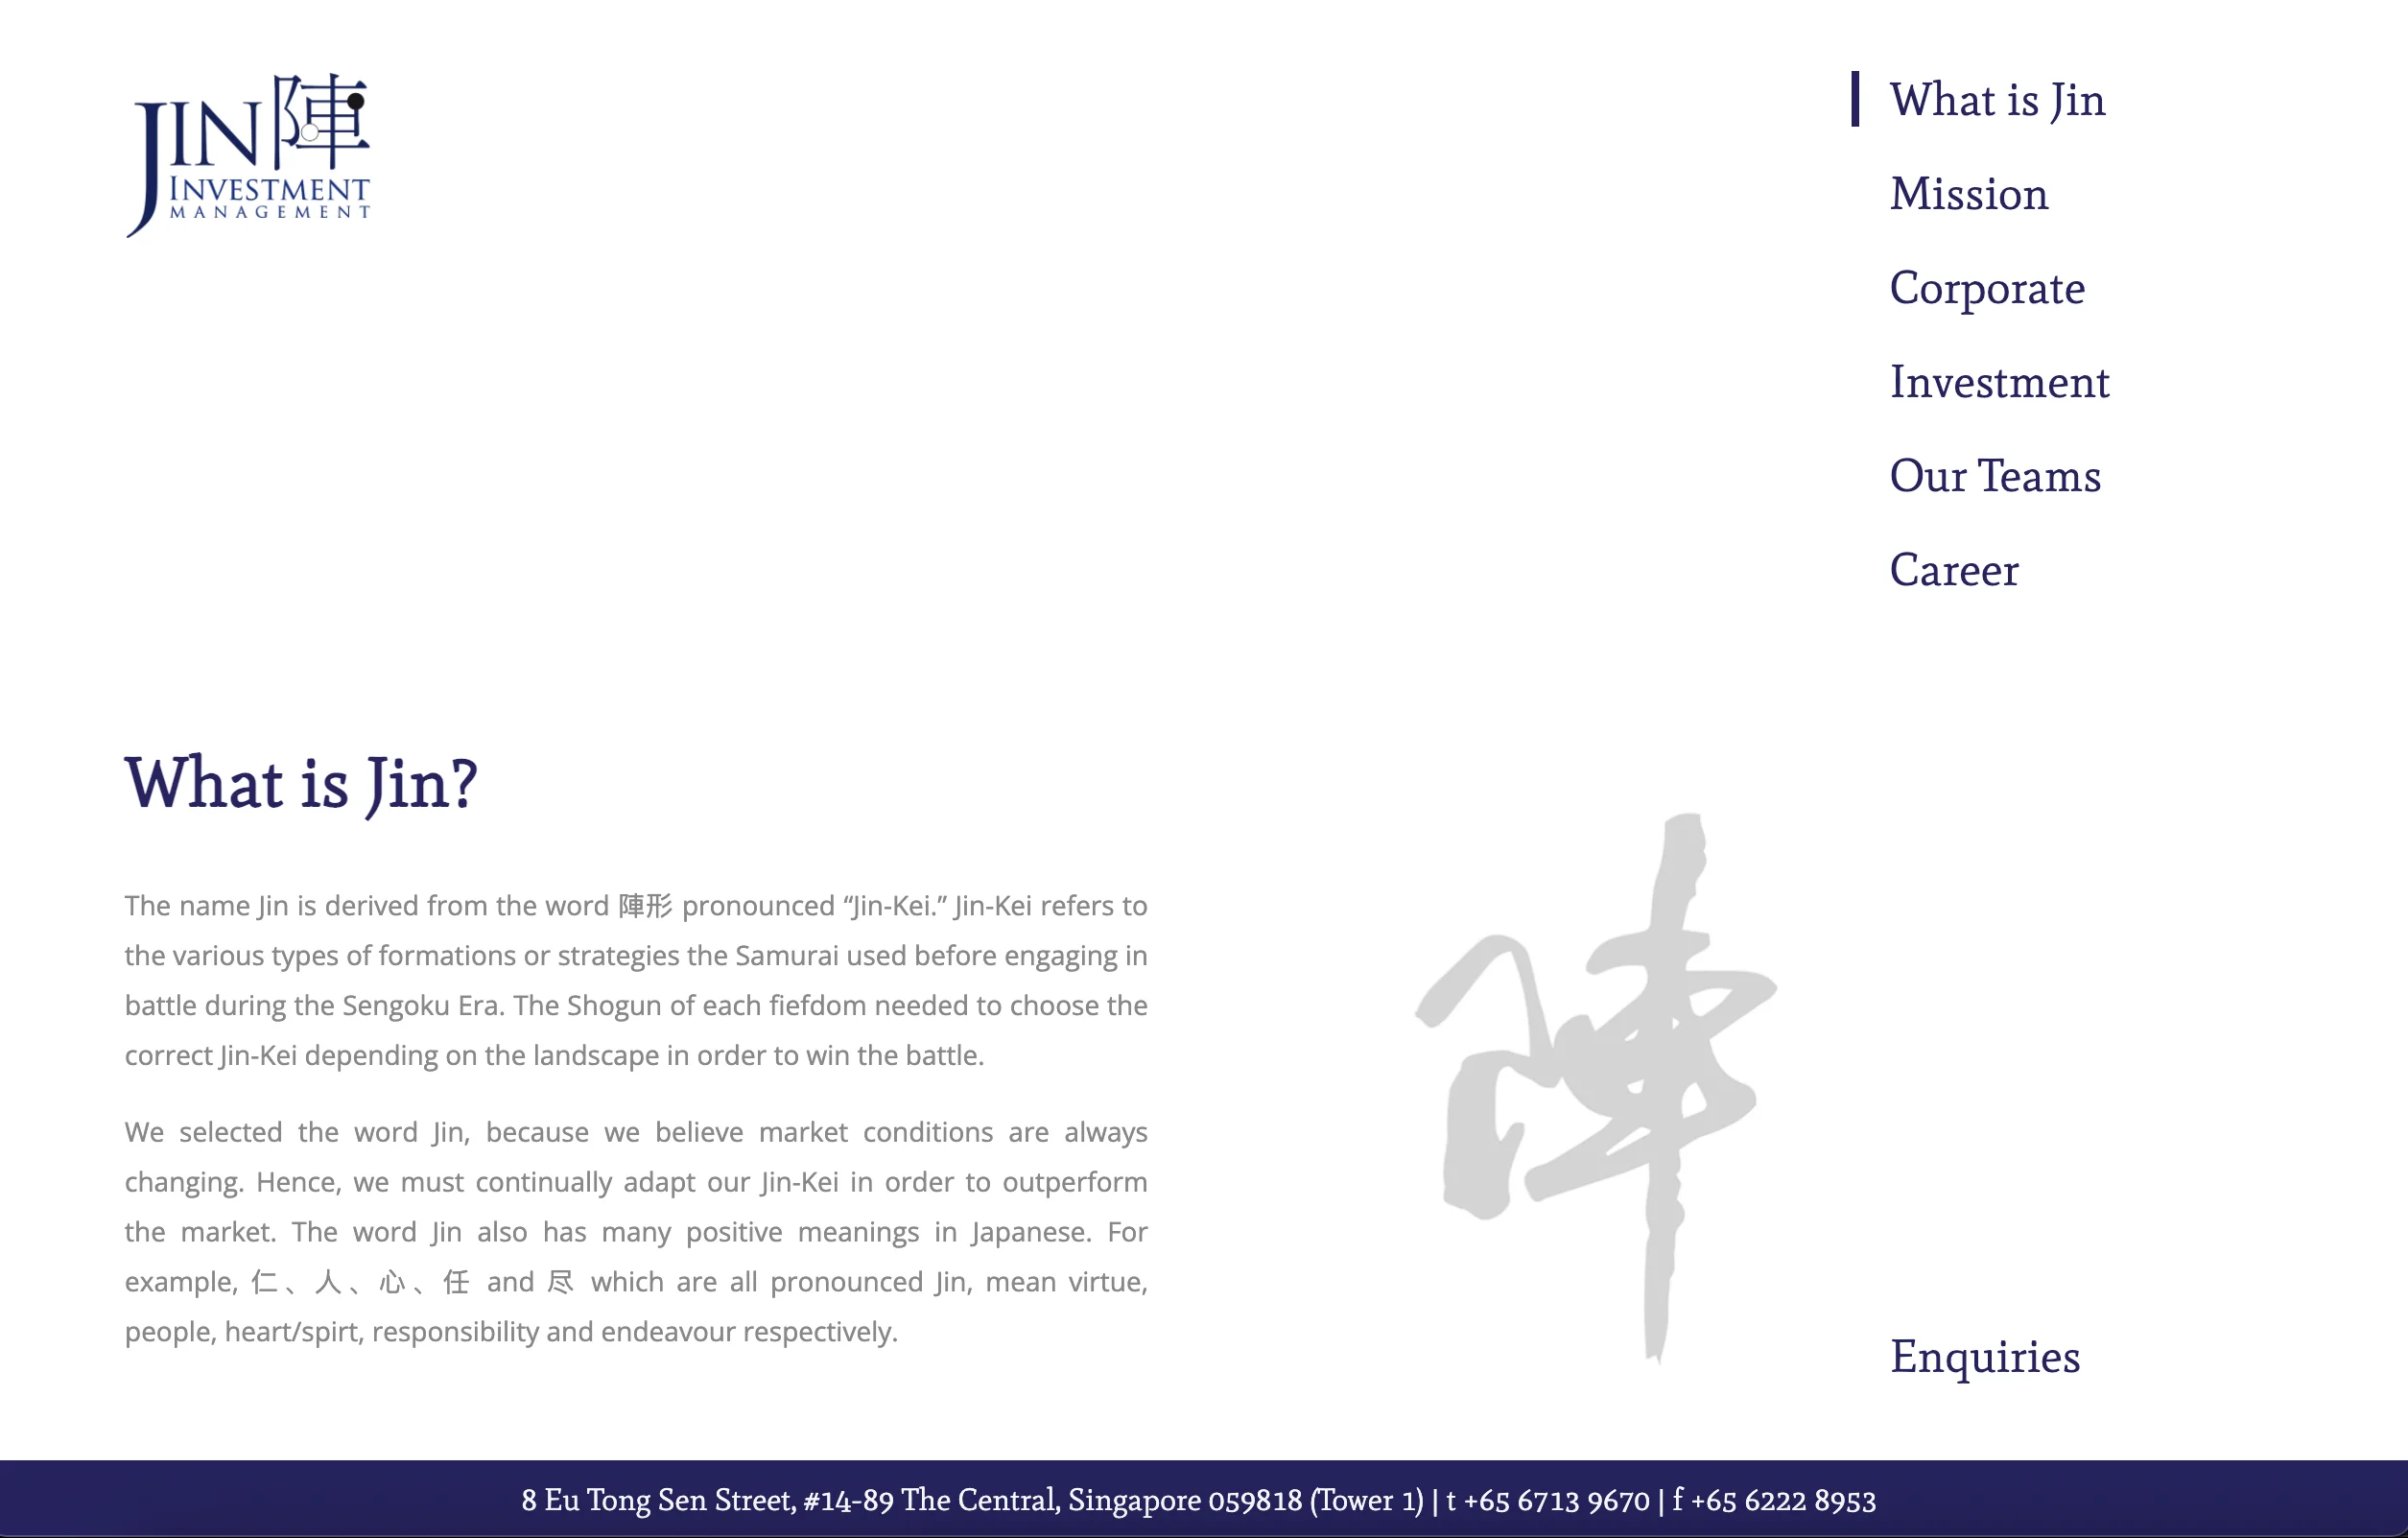 JIN陣
INVESTMENT
MANAGEMENT
What is Jin
Mission
Corporate
Investment
Our Teams
Career
What is Jin?
The name Jin is derived from the word 陣形 pronounced “Jin-Kei.” Jin-Kei refers to
the various types of formations or strategies the Samurai used before engaging in
battle during the Sengoku Era. The Shogun of each fiefdom needed to choose the
correct Jin-Kei depending on the landscape in order to win the battle.
We selected the word Jin, because we believe market conditions are always
changing. Hence, we must continually adapt our Jin-Kei in order to outperform
the market. The word Jin also has many positive meanings in Japanese. For
example, 仁、人、心、任 and 尽 which are all pronounced Jin, mean virtue,
people, heart/spirt, responsibility and endeavour respectively.
陣
Enquiries
8 Eu Tong Sen Street, #14-89 The Central, Singapore 059818 (Tower 1) | t +65 6713 9670 | f +65 6222 8953